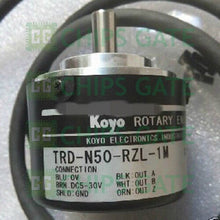 Koyo ROTARY EN
KOYO ELECTRONICS INDUS
TRD-N50-RZL-1M
CONNECTION
BLU:0V BLK:OUT A
BRN:DC5-30V WHT:OUT B
SHLD:GND ORN:OUT Z
CHIPS GATE